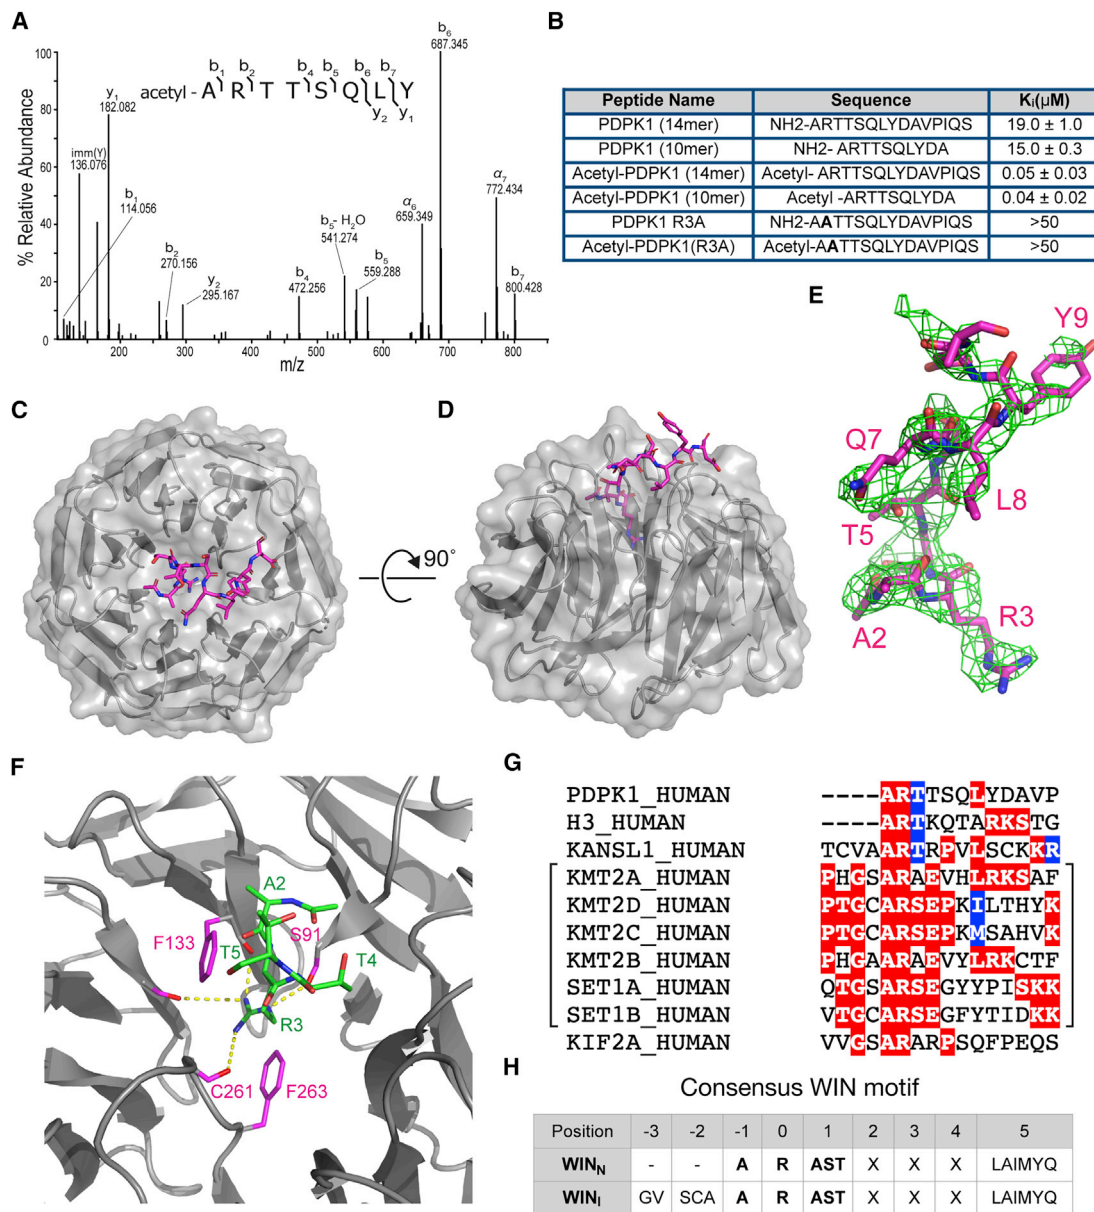 A
% Relative Abundance
100
80
60
40
20
0
200
300
400
500
600
700
800
m/z
acetyl - A R T T S Q L Y
b1 b2 b4 b5 b6 b7
y2 y1
imm(Y)
136.076
y1
182.082
b1
114.056
b2
270.156
y2
295.167
b4
472.256
b5- H2O
541.274
b5
559.288
α6
659.349
b6
687.345
α7
772.434
b7
800.428
B
Peptide Name Sequence Ki(μM)
PDPK1 (14mer) NH2-ARTTSQLYDAVPIQS 19.0 ± 1.0
PDPK1 (10mer) NH2- ARTTSQLYDA 15.0 ± 0.3
Acetyl-PDPK1 (14mer) Acetyl- ARTTSQLYDAVPIQS 0.05 ± 0.03
Acetyl-PDPK1 (10mer) Acetyl -ARTTSQLYDA 0.04 ± 0.02
PDPK1 R3A NH2-AATTSQLYDAVPIQS >50
Acetyl-PDPK1(R3A) Acetyl-AATTSQLYDAVPIQS >50
C
90°
D
E
Y9
Q7
L8
T5
A2
R3
F
A2
S91
F133
T5
T4
R3
C261
F263
G
PDPK1_HUMAN ----ARTTSQLYDAVP
H3_HUMAN ----ARTKQTARKSTG
KANSL1_HUMAN TCVAARTRPVLSCKKR
KMT2A_HUMAN PHGSARAEVHLRKSAF
KMT2D_HUMAN PTGCARSEPKILTHYK
KMT2C_HUMAN PTGCARSEPKMSAHVK
KMT2B_HUMAN PHGAARAEVYLRKCTF
SET1A_HUMAN QTGSARSEGYYPISKK
SET1B_HUMAN VTGCARSEGFYTIDKK
KIF2A_HUMAN VVGSARARPSQFPEQS
H
Consensus WIN motif
Position -3 -2 -1 0 1 2 3 4 5
WINN - - A R AST X X X LAIMYQ
WINI GV SCA A R AST X X X LAIMYQ